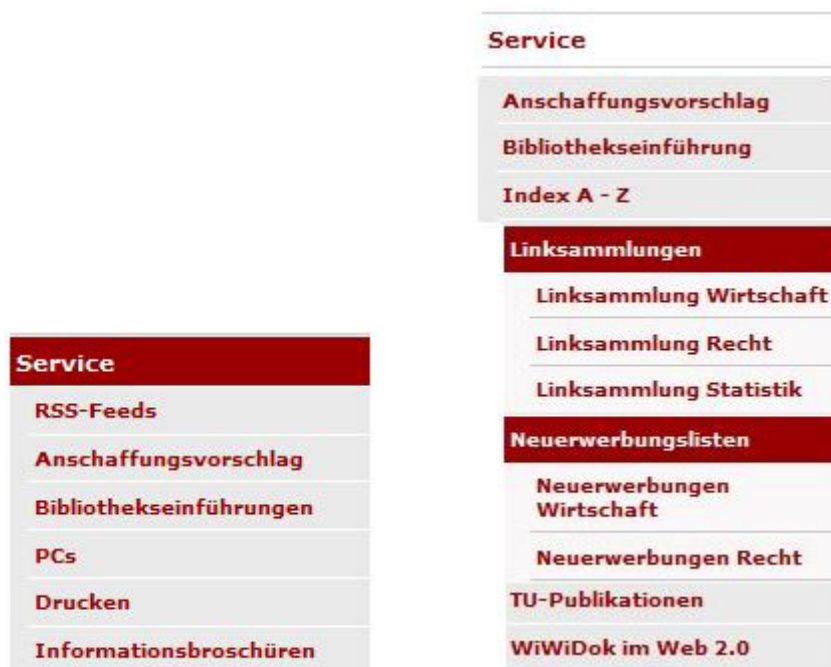 Service
RSS-Feeds
Anschaffungsvorschlag
Bibliothekseinführungen
PCs
Drucken
Informationsbroschüren
Service
Anschaffungsvorschlag
Bibliothekseinführung
Index A - Z
Linksammlungen
Linksammlung Wirtschaft
Linksammlung Recht
Linksammlung Statistik
Neuerwerbungslisten
Neuerwerbungen
Wirtschaft
Neuerwerbungen Recht
TU-Publikationen
WiWiDok im Web 2.0